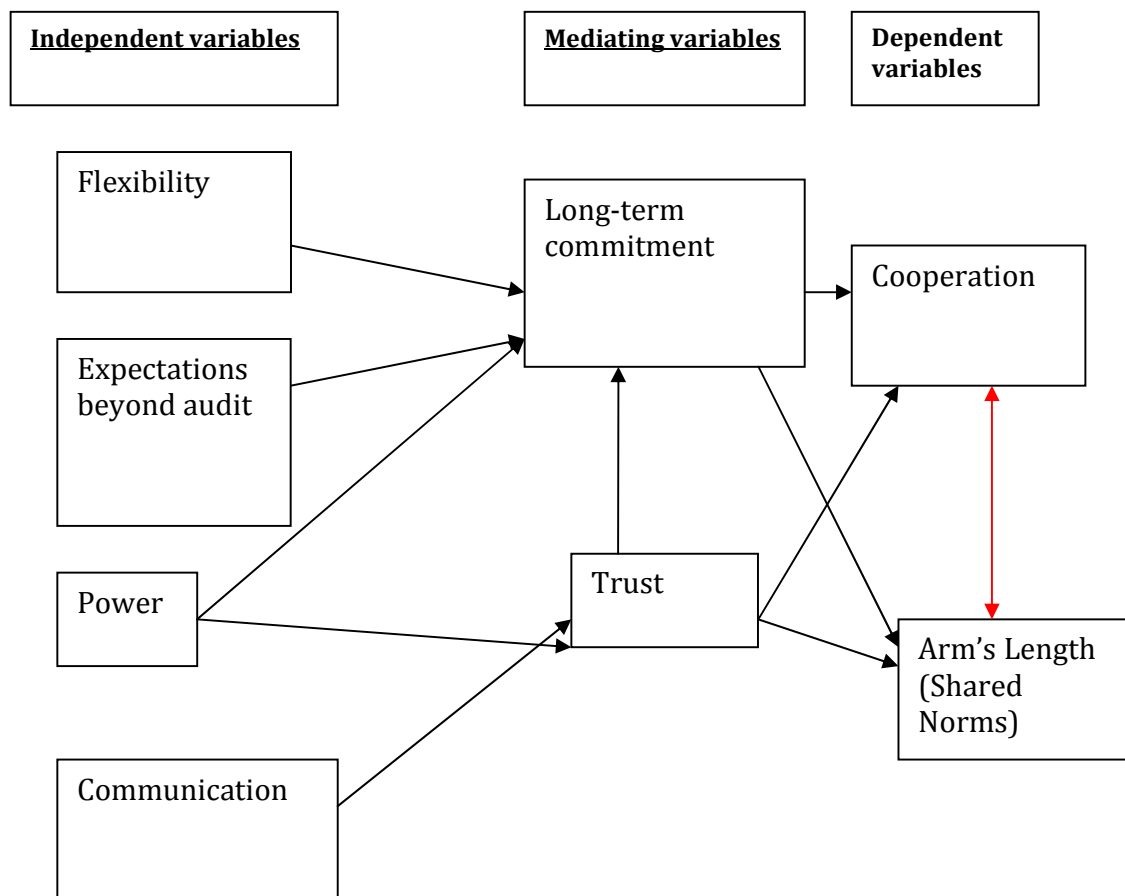 Independent variables
Mediating variables
Dependent
variables
Flexibility
Long-term
commitment
Cooperation
Expectations
beyond audit
Power
Trust
Arm’s Length
(Shared
Norms)
Communication